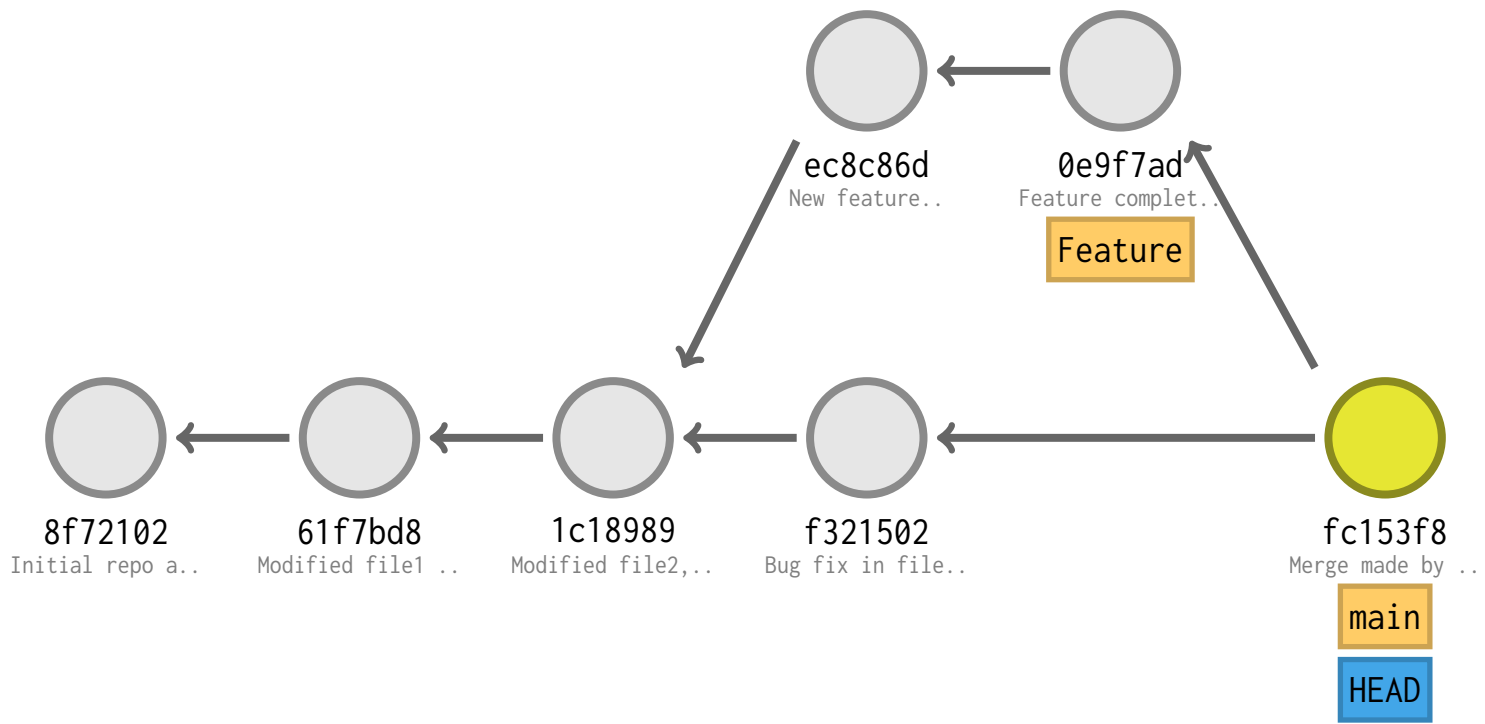 ec8c86d
New feature..
0e9f7ad
Feature complet..
Feature
8f72102
Initial repo a..
61f7bd8
Modified file1 ..
1c18989
Modified file2,..
f321502
Bug fix in file..
fc153f8
Merge made by ..
main
HEAD